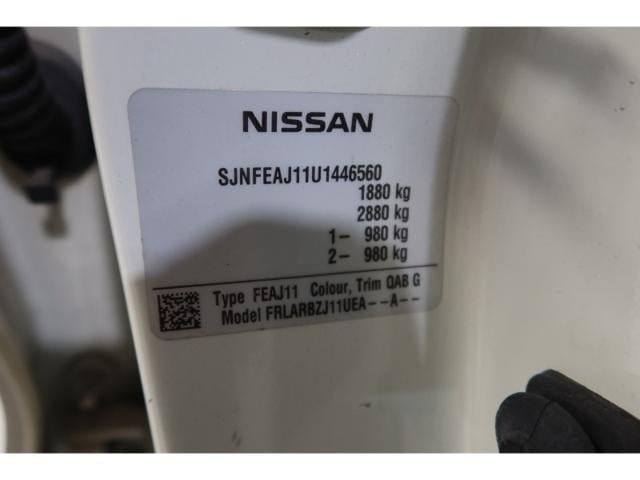 NISSAN
SJNFEAJ11U1446560
1880 kg
2880 kg
1- 980 kg
2- 980 kg
Type FEAJ11 Colour, Trim QAB G
Model FRLARBZJ11UEA--A--